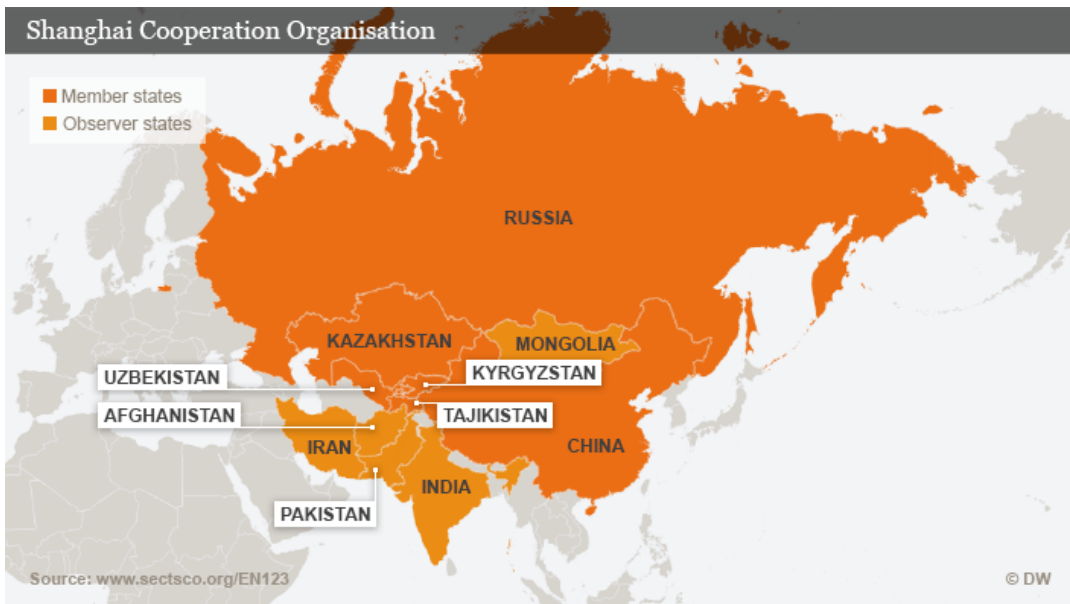 Shanghai Cooperation Organisation
Member states
Observer states
RUSSIA
KAZAKHSTAN
MONGOLIA
UZBEKISTAN
KYRGYZSTAN
AFGHANISTAN
TAJIKISTAN
IRAN
CHINA
INDIA
PAKISTAN
Source: www.sectsco.org/EN123
© DW